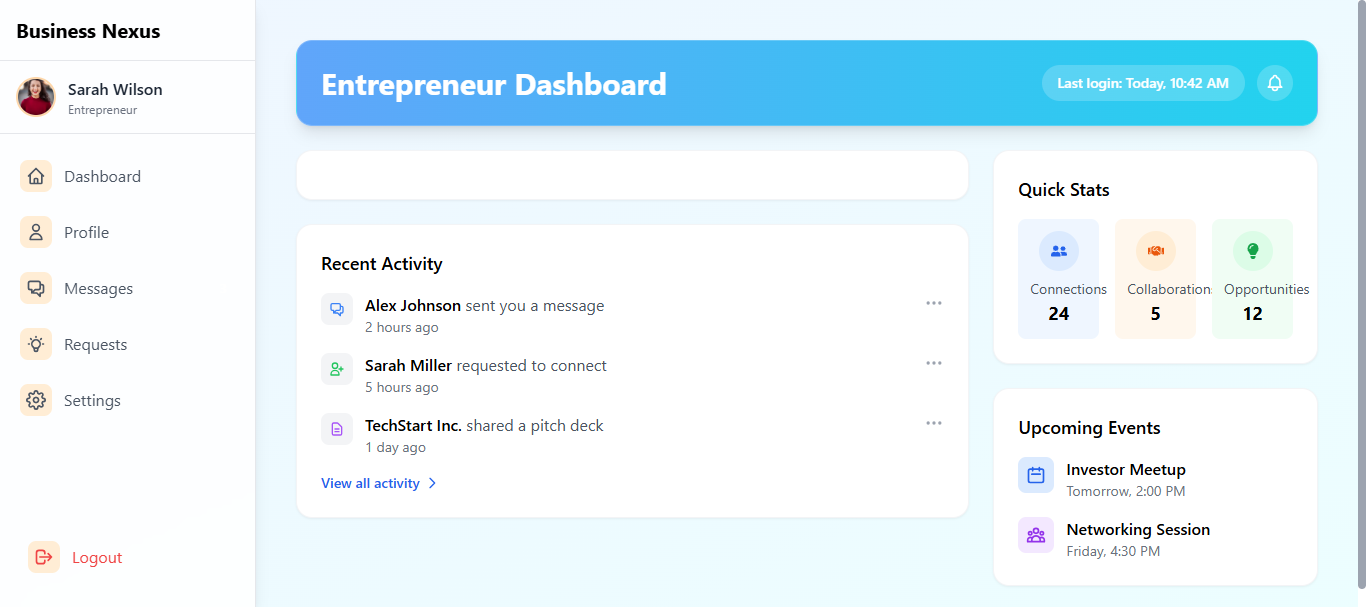 Business Nexus
Sarah Wilson
Entrepreneur
Dashboard
Profile
Messages
Requests
Settings
Logout
Entrepreneur Dashboard
Last login: Today, 10:42 AM
Recent Activity
Alex Johnson sent you a message
2 hours ago
Sarah Miller requested to connect
5 hours ago
TechStart Inc. shared a pitch deck
1 day ago
View all activity
Quick Stats
Connections
24
Collaborations
5
Opportunities
12
Upcoming Events
Investor Meetup
Tomorrow, 2:00 PM
Networking Session
Friday, 4:30 PM